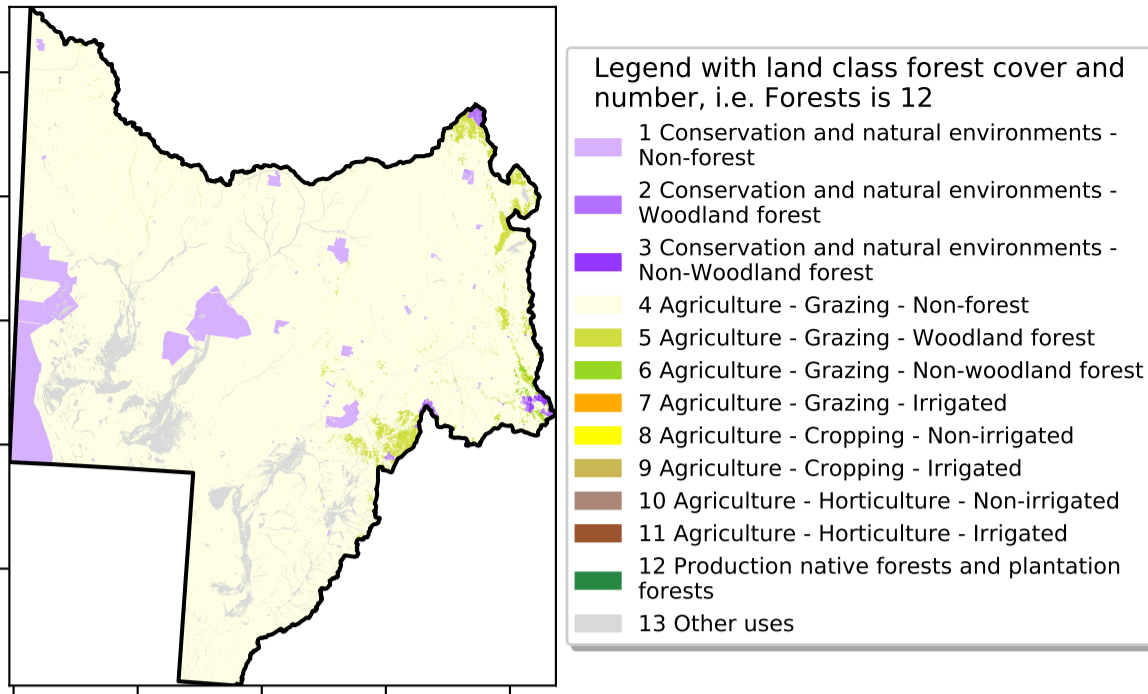 Legend with land class forest cover and
number, i.e. Forests is 12
1 Conservation and natural environments -
Non-forest
2 Conservation and natural environments -
Woodland forest
3 Conservation and natural environments -
Non-Woodland forest
4 Agriculture - Grazing - Non-forest
5 Agriculture - Grazing - Woodland forest
6 Agriculture - Grazing - Non-woodland forest
7 Agriculture - Grazing - Irrigated
8 Agriculture - Cropping - Non-irrigated
9 Agriculture - Cropping - Irrigated
10 Agriculture - Horticulture - Non-irrigated
11 Agriculture - Horticulture - Irrigated
12 Production native forests and plantation
forests
13 Other uses